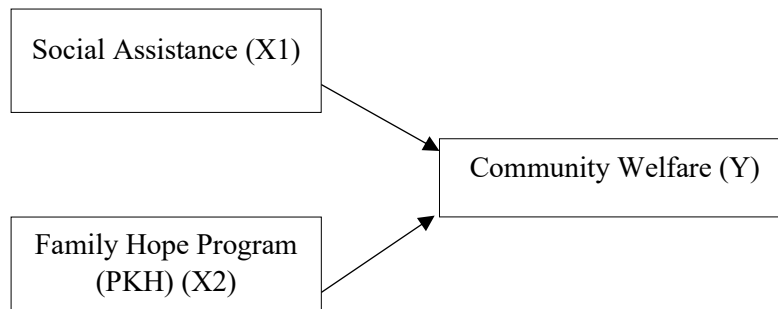 Social Assistance (X1)
Community Welfare (Y)
Family Hope Program
(PKH) (X2)